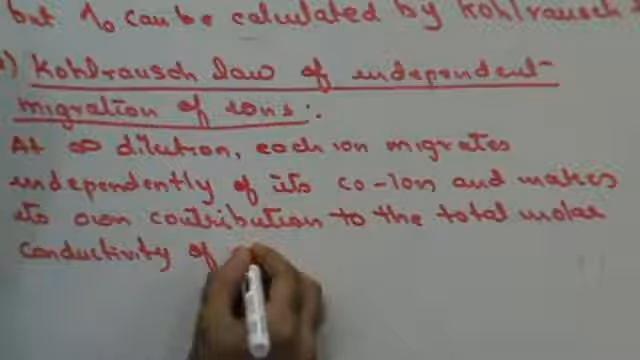 but Λ₀ can be calculated by Kohlrausch
) Kohlrausch law of independent
migration of ions:
At ∞ dilution, each ion migrates
independently of its co-ion and makes
its own contribution to the total molar
conductivity of